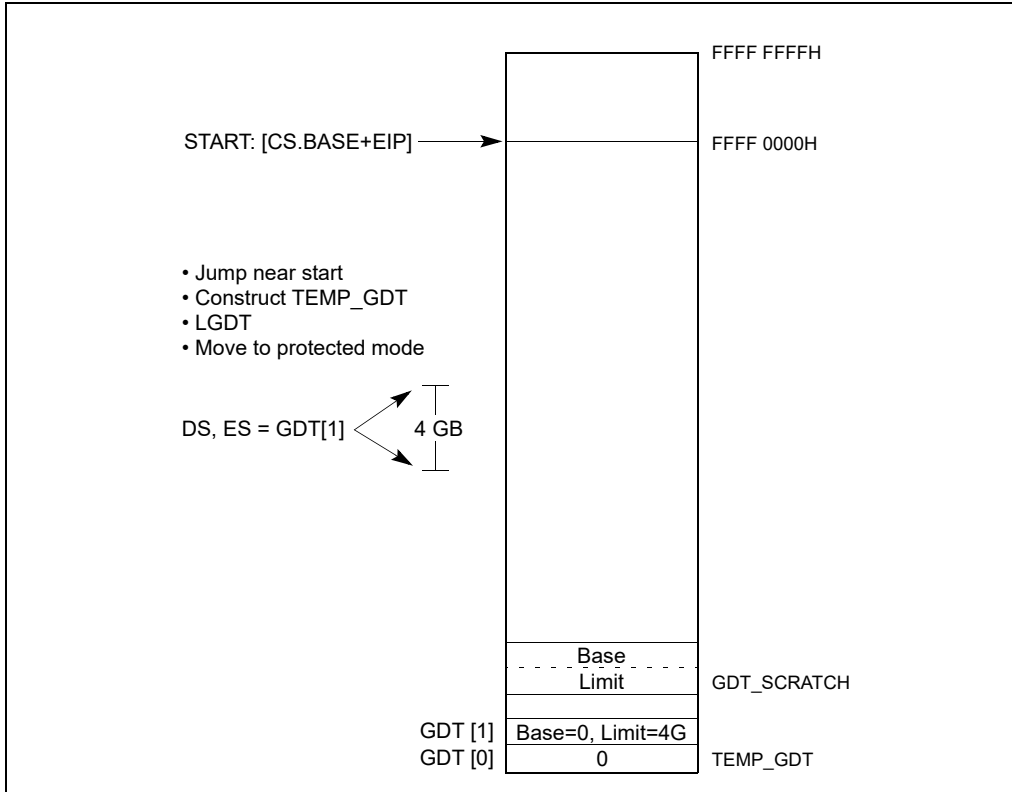 FFFF FFFFH
START: [CS.BASE+EIP]
FFFF 0000H
• Jump near start
• Construct TEMP_GDT
• LGDT
• Move to protected mode
DS, ES = GDT[1]
4 GB
Base
Limit
GDT_SCRATCH
GDT [1]
Base=0, Limit=4G
GDT [0]
0
TEMP_GDT